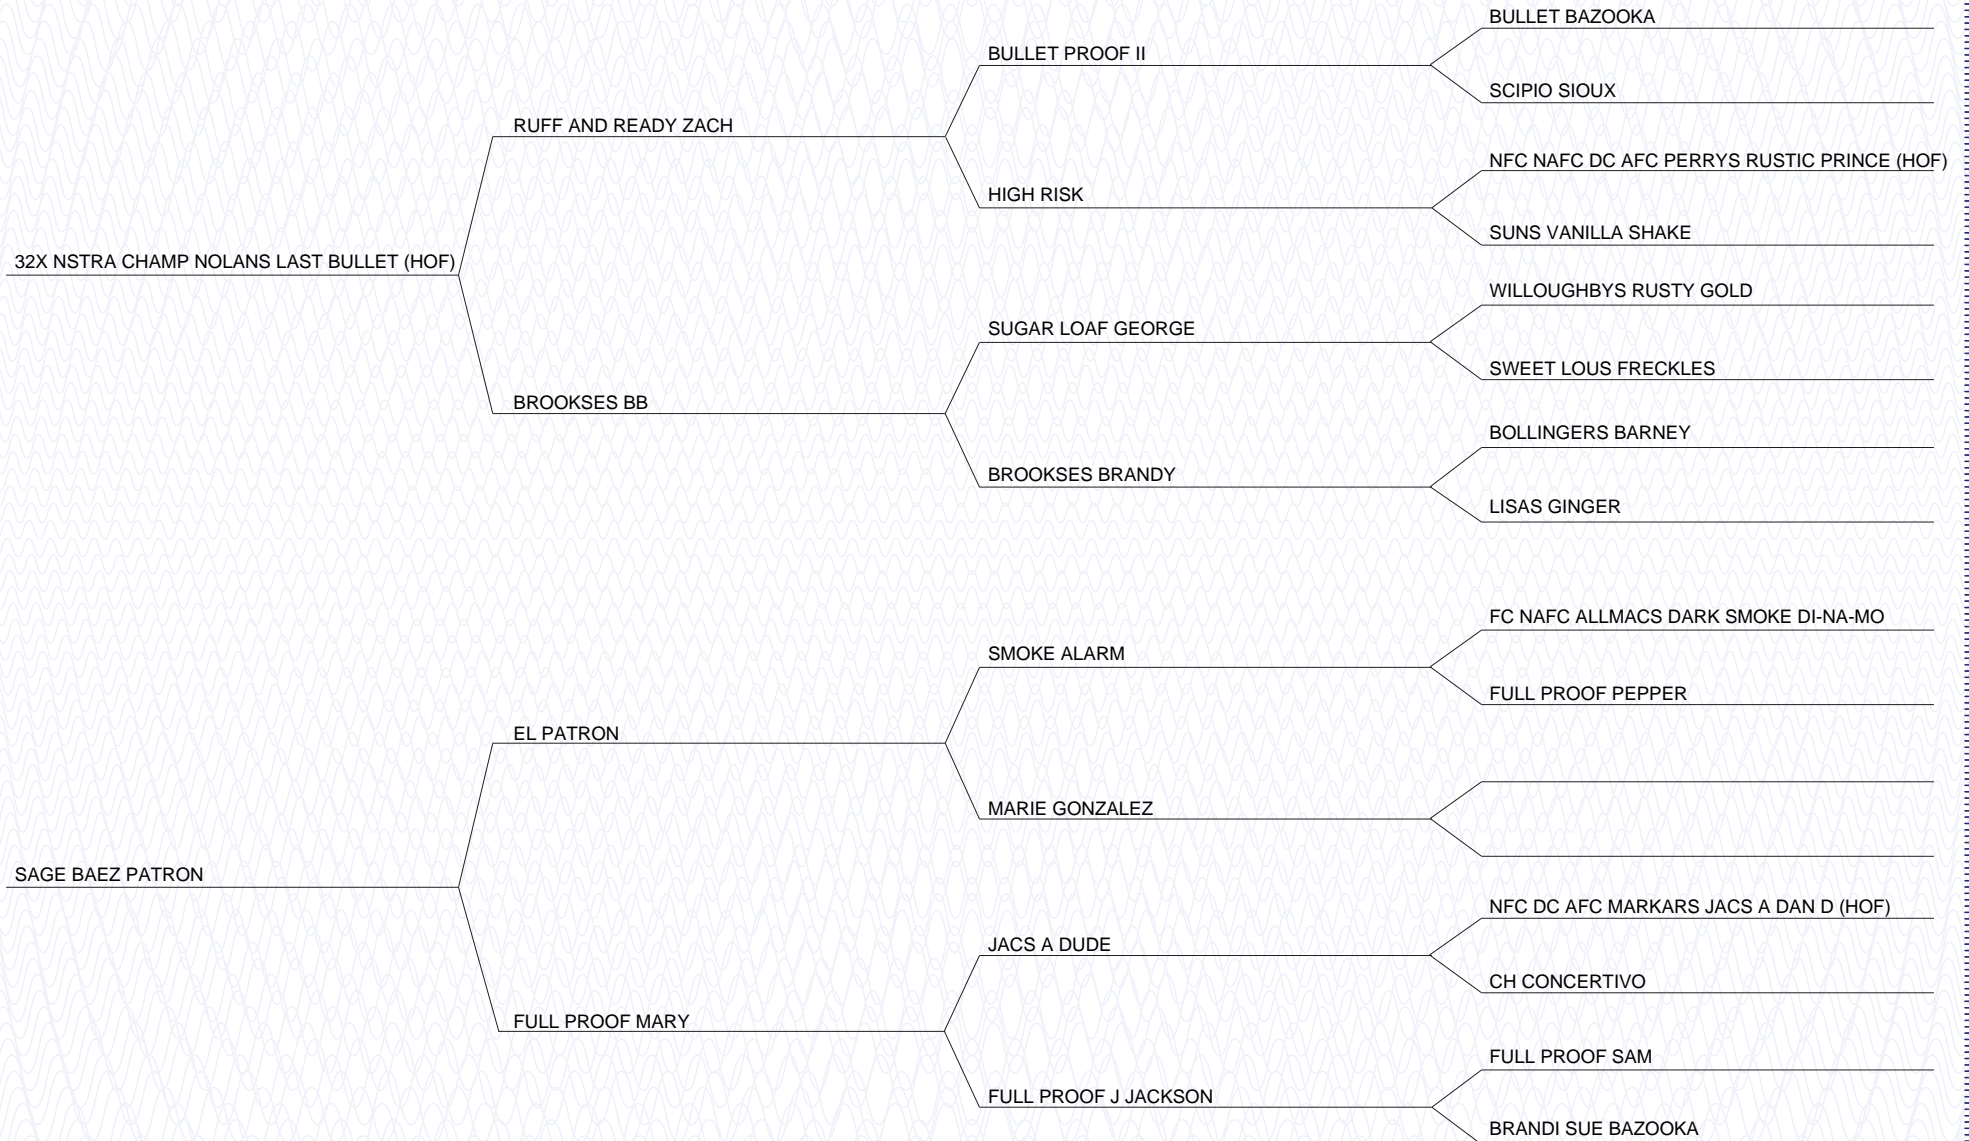 BULLET BAZOOKA
BULLET PROOF II
SCIPIO SIOUX
RUFF AND READY ZACH
NFC NAFC DC AFC PERRYS RUSTIC PRINCE (HOF)
HIGH RISK
SUNS VANILLA SHAKE
32X NSTRA CHAMP NOLANS LAST BULLET (HOF)
WILLOUGHBYS RUSTY GOLD
SUGAR LOAF GEORGE
SWEET LOUS FRECKLES
BROOKSES BB
BOLLINGERS BARNEY
BROOKSES BRANDY
LISAS GINGER
FC NAFC ALLMACS DARK SMOKE DI-NA-MO
SMOKE ALARM
FULL PROOF PEPPER
EL PATRON
MARIE GONZALEZ
SAGE BAEZ PATRON
NFC DC AFC MARKARS JACS A DAN D (HOF)
JACS A DUDE
CH CONCERTIVO
FULL PROOF MARY
FULL PROOF SAM
FULL PROOF J JACKSON
BRANDI SUE BAZOOKA